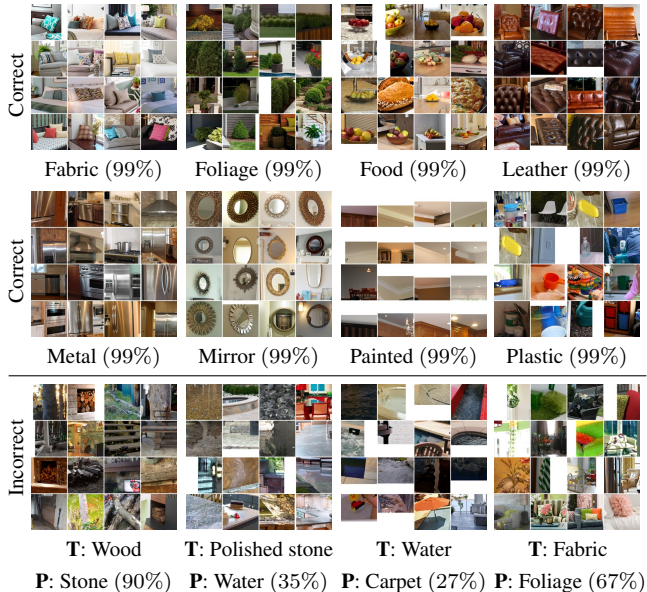 Correct
Fabric (99%) Foliage (99%) Food (99%) Leather (99%)
Correct
Metal (99%) Mirror (99%) Painted (99%) Plastic (99%)
Incorrect
T: Wood T: Polished stone T: Water T: Fabric
P: Stone (90%) P: Water (35%) P: Carpet (27%) P: Foliage (67%)